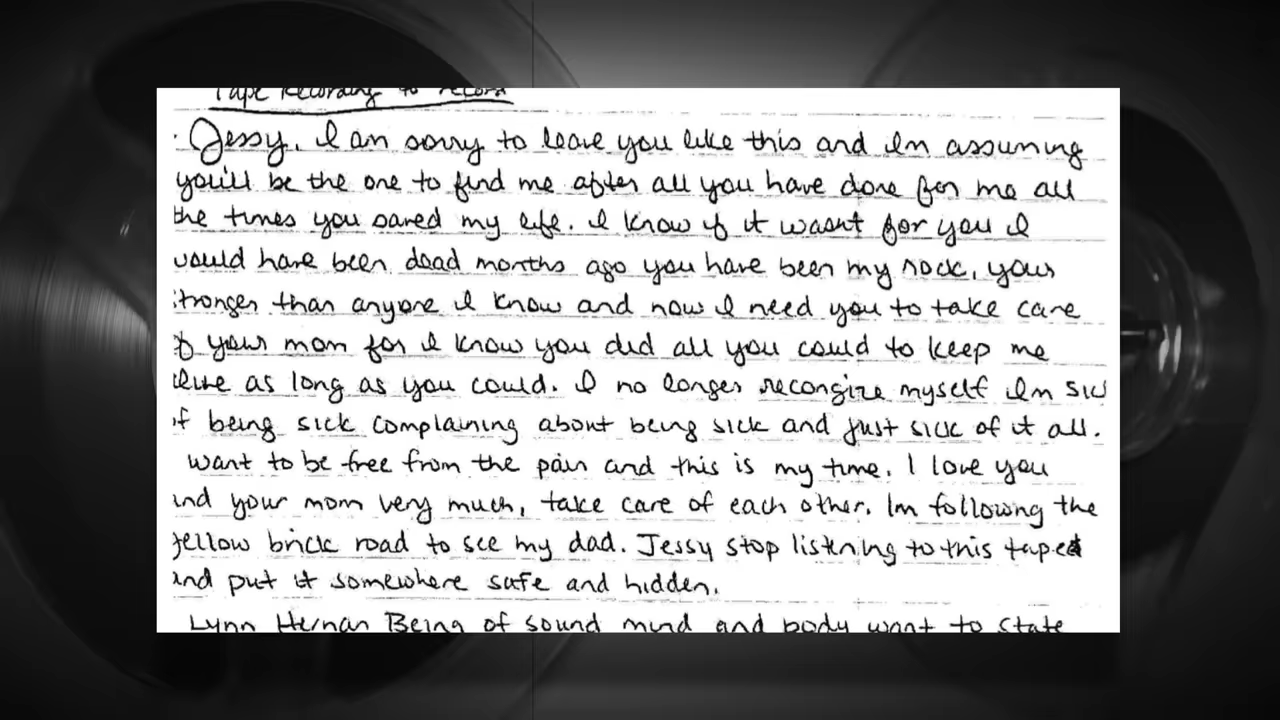 Tape Recording to record
Jessy, I am sorry to leave you like this and Im assuming
you'll be the one to find me after all you have done for me all
the times you saved my life. I know if it wasnt for you I
would have been dead months ago you have been my rock, your
stronger than anyone I know and now I need you to take care
of your mom for I know you did all you could to keep me
alive as long as you could. I no longer recongize myself Im sick
of being sick complaining about being sick and just sick of it all.
want to be free from the pain and this is my time. I love you
and your mom very much, take care of each other. Im following the
yellow brick road to see my dad. Jessy stop listening to this taped
and put it somewhere safe and hidden.
Lynn Hernan Being of sound mind and body want to state